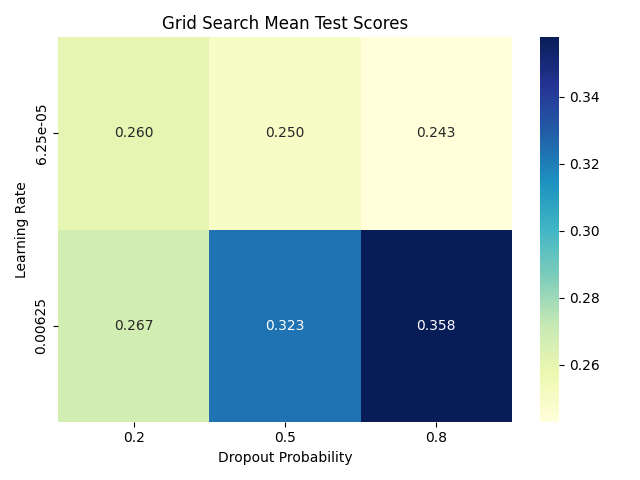 Grid Search Mean Test Scores
Learning Rate
6.25e-05
0.260 0.250 0.243
0.00625
0.267 0.323 0.358
0.2 0.5 0.8
Dropout Probability
0.34
0.32
0.30
0.28
0.26